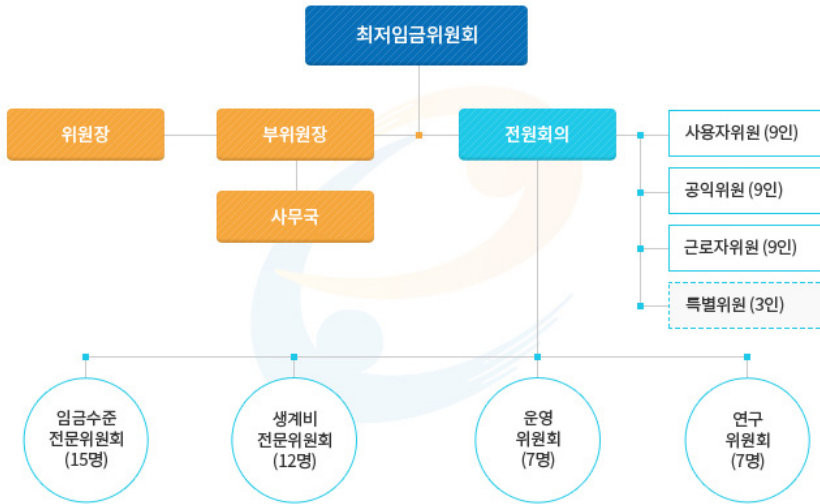 최저임금위원회
위원장
부위원장
전원회의
사무국
사용자위원 (9인)
공익위원 (9인)
근로자위원 (9인)
특별위원 (3인)
임금수준
전문위원회
(15명)
생계비
전문위원회
(12명)
운영
위원회
(7명)
연구
위원회
(7명)